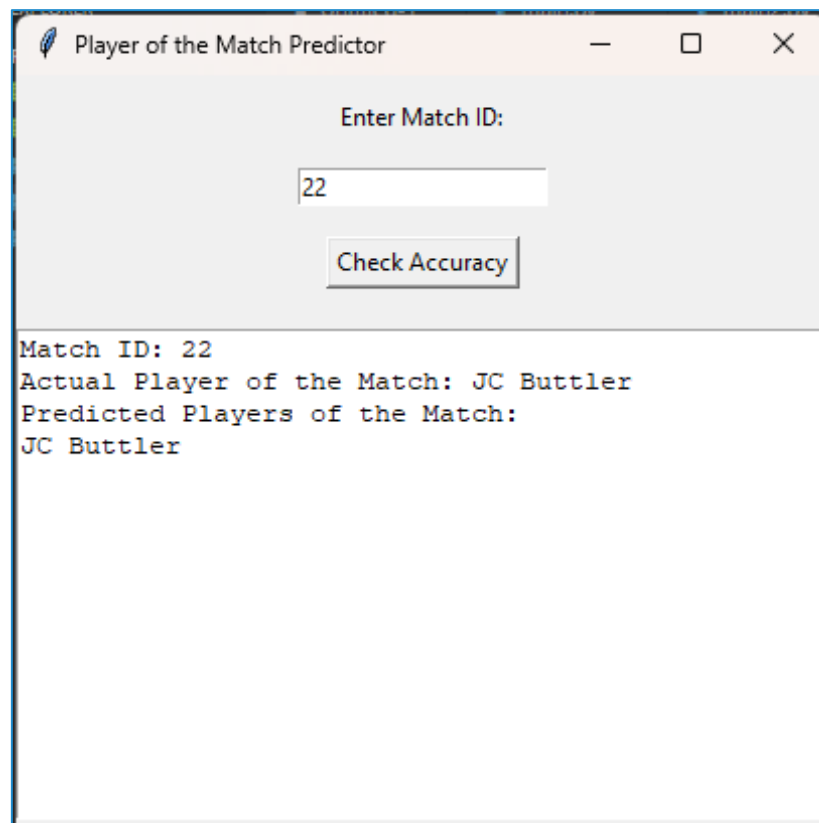 Player of the Match Predictor
Enter Match ID:
22
Check Accuracy
Match ID: 22
Actual Player of the Match: JC Buttler
Predicted Players of the Match:
JC Buttler